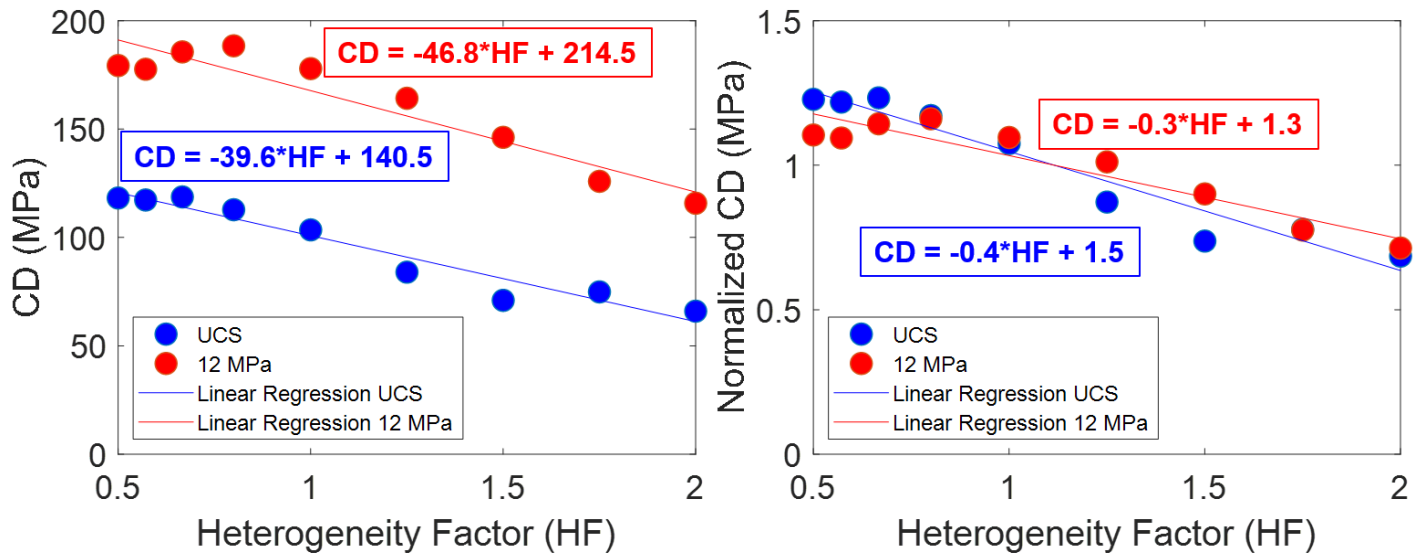 CD (MPa)
200
150
100
50
0
CD = -46.8*HF + 214.5
CD = -39.6*HF + 140.5
UCS
12 MPa
Linear Regression UCS
Linear Regression 12 MPa
0.5 1 1.5 2
Heterogeneity Factor (HF)
Normalized CD (MPa)
1.5
1
0.5
0
CD = -0.3*HF + 1.3
CD = -0.4*HF + 1.5
UCS
12 MPa
Linear Regression UCS
Linear Regression 12 MPa
0.5 1 1.5 2
Heterogeneity Factor (HF)